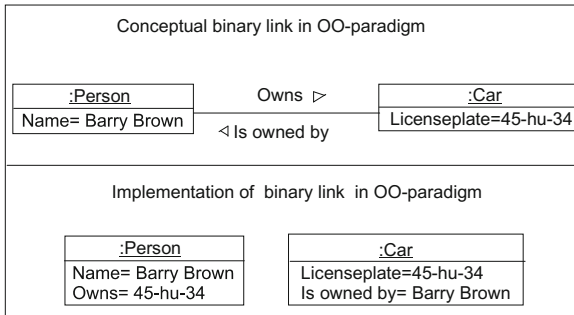 Conceptual binary link in OO-paradigm
:Person
Name= Barry Brown
Owns ▷
◁ Is owned by
:Car
Licenseplate=45-hu-34
Implementation of binary link in OO-paradigm
:Person
Name= Barry Brown
Owns= 45-hu-34
:Car
Licenseplate=45-hu-34
Is owned by= Barry Brown